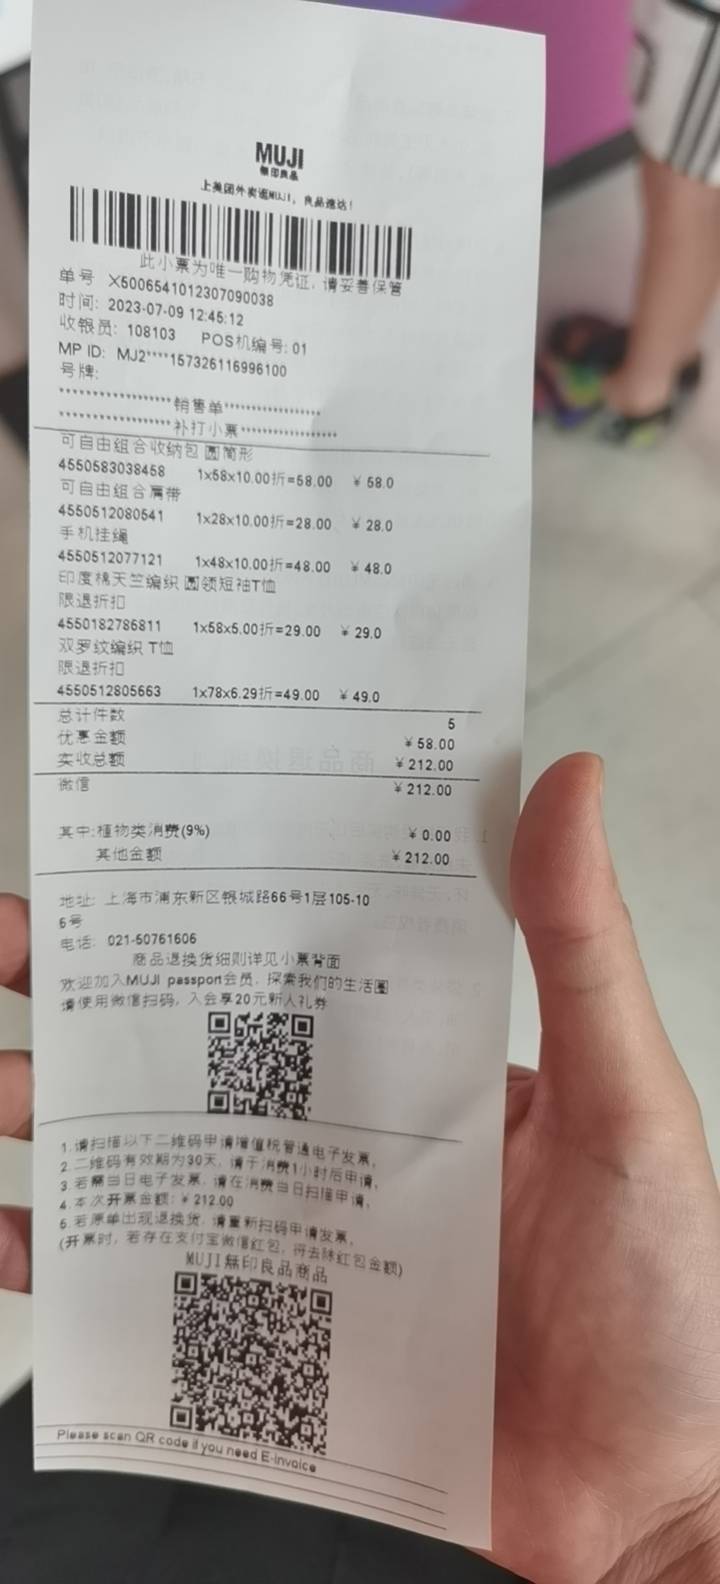 MUJI
無印良品
上美团外卖逛MUJI，良品速达！
此小票为唯一购物凭证，请妥善保管
单号 X5006541012307090038
时间: 2023-07-09 12:45:12
收银员: 108103 POS机编号: 01
MP ID: MJ2****157326116996100
号牌:
******************销售单******************
******************补打小票******************
可自由组合收纳包 圆筒形
4550583038458 1x58x10.00折=58.00 ￥58.0
可自由组合肩带
4550512080541 1x28x10.00折=28.00 ￥28.0
手机挂绳
4550512077121 1x48x10.00折=48.00 ￥48.0
印度棉天竺编织 圆领短袖T恤
限退折扣
4550182786811 1x58x5.00折=29.00 ￥29.0
双罗纹编织 T恤
限退折扣
4550512805663 1x78x6.29折=49.00 ￥49.0
总计件数 5
优惠金额 ￥58.00
实收总额 ￥212.00
微信 ￥212.00
其中:植物类消费(9%) ￥0.00
其他金额 ￥212.00
地址: 上海市浦东新区银城路66号1层105-10
6号
电话: 021-50761606
商品退换货细则详见小票背面
欢迎加入MUJI passport会员，探索我们的生活圈
请使用微信扫码，入会享20元新人礼券
1.请扫描以下二维码申请增值税普通电子发票。
2.二维码有效期为30天，请于消费1小时后申请。
3.若需当日电子发票，请在消费当日扫描申请。
4.本次开票金额: ￥212.00
5.若原单出现退换货，请重新扫码申请发票。
(开票时，若存在支付宝微信红包，将去除红包金额)
MUJI無印良品商品
Please scan QR code if you need E-invoice